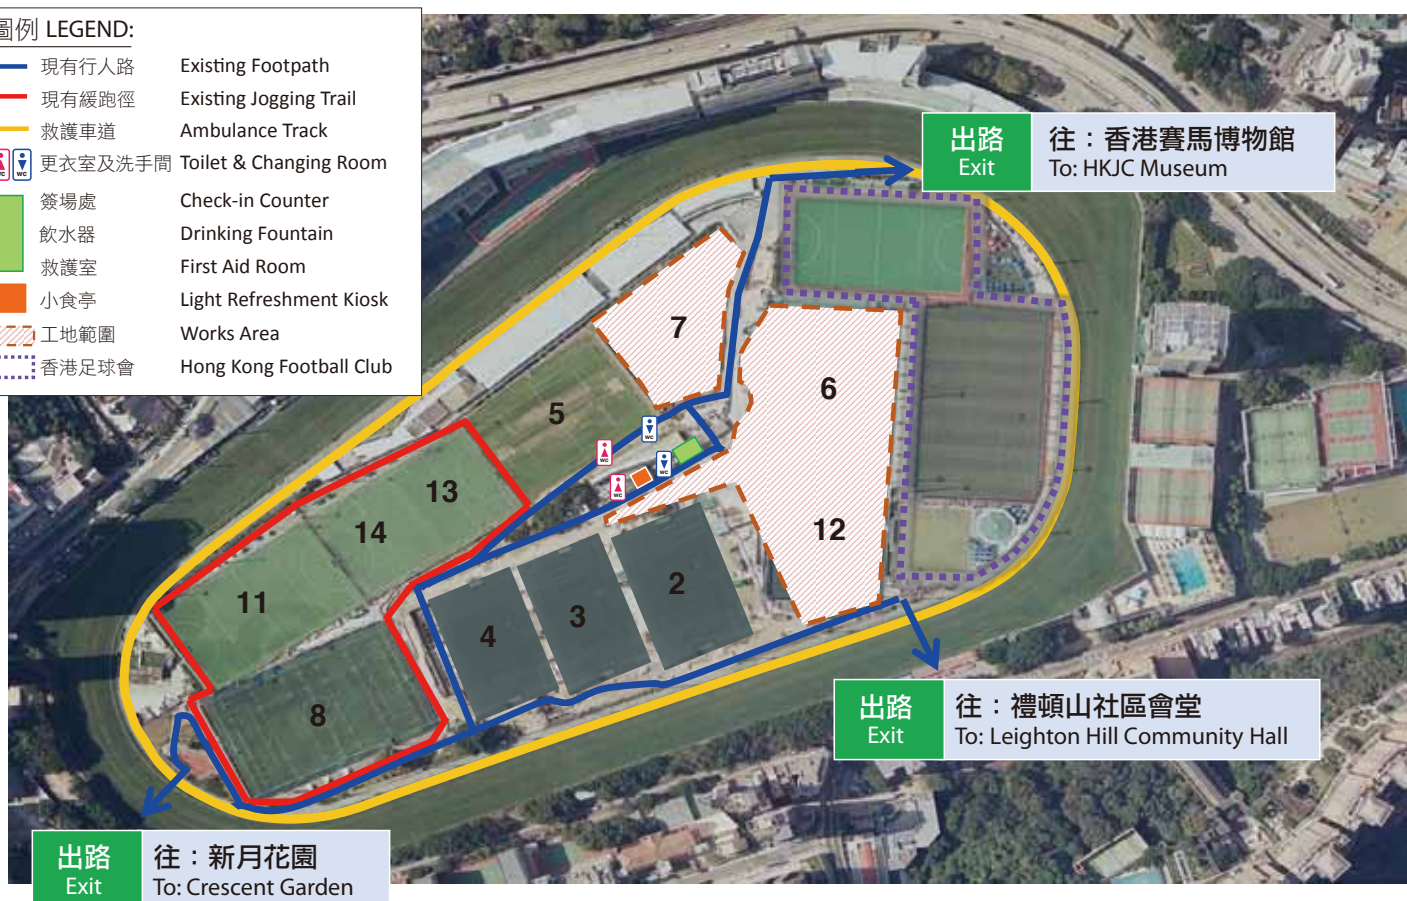 圖例 LEGEND:
現有行人路 Existing Footpath
現有緩跑徑 Existing Jogging Trail
救護車道 Ambulance Track
WC WC 更衣室及洗手間 Toilet & Changing Room
簽場處 Check-in Counter
飲水器 Drinking Fountain
救護室 First Aid Room
小食亭 Light Refreshment Kiosk
工地範圍 Works Area
香港足球會 Hong Kong Football Club
出路 往：香港賽馬博物館
Exit To: HKJC Museum
7
6
5
WC
WC
WC
WC
13
14
12
11
2
3
4
8
出路 往：禮頓山社區會堂
Exit To: Leighton Hill Community Hall
出路 往：新月花園
Exit To: Crescent Garden